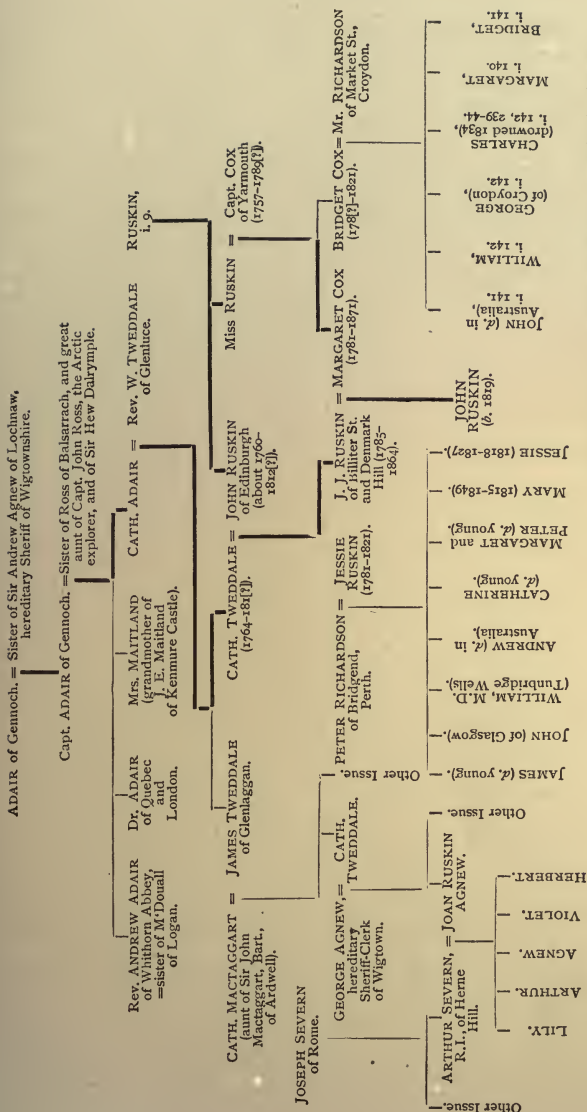 ADAIR of Gennoch. = Sister of Sir Andrew Agnew of Lochnaw,
hereditary Sheriff of Wigtownshire.
Capt. ADAIR of Gennoch. = Sister of Ross of Balsarrach, and great
aunt of Capt. John Ross, the Arctic
explorer, and of Sir Hew Dalrymple.
Rev. ANDREW ADAIR
of Whithorn Abbey,
=sister of M'Douall
of Logan.
Dr. ADAIR
of Quebec
and
London.
Mrs. MAITLAND
(grandmother of
J. E. Maitland
of Kenmure Castle).
CATH. ADAIR = Rev. W. TWEDDALE
of Glenluce.
RUSKIN,
i. 9.
CATH. MACTAGGART =
(aunt of Sir John
Mactaggart, Bart.,
of Ardwell).
JAMES TWEDDALE
of Glenlaggan.
CATH. TWEDDALE =
(1764-181[?]).
JOHN RUSKIN
of Edinburgh
(about 1760-
1812[?]).
Miss RUSKIN =
Capt. COX
of Yarmouth
(1757-1789[?]).
JOSEPH SEVERN
of Rome.
GEORGE AGNEW, =
hereditary
Sheriff-Clerk
of Wigtown.
CATH.
TWEDDALE.
Other Issue.
PETER RICHARDSON =
of Bridgend,
Perth.
JESSIE
RUSKIN
(1781-1821).
J. J. RUSKIN =
of Billiter St.
and Denmark
Hill (1785-
1864).
MARGARET COX
(1781-1871).
BRIDGET COX =
(178[?]-1821).
Mr. RICHARDSON
of Market St.,
Croydon.
Other Issue
ARTHUR SEVERN, =
R.I., of Herne
Hill.
JOAN RUSKIN
AGNEW.
Other Issue.
JAMES (d. young).
JOHN (of Glasgow).
WILLIAM, M.D.
(Tunbridge Wells).
ANDREW (d. in
Australia).
CATHERINE
(d. young).
MARGARET and
PETER (d. young).
MARY (1815-1849).
JESSIE (1818-1827).
JOHN
RUSKIN
(b. 1819).
JOHN (d. in
Australia),
i. 141.
WILLIAM,
i. 142.
GEORGE
(of Croydon),
i. 142.
CHARLES
(drowned 1834),
i. 142, 239-44.
MARGARET,
i. 140.
BRIDGET,
i. 141.
LILY.
ARTHUR.
AGNEW.
VIOLET.
HERBERT.